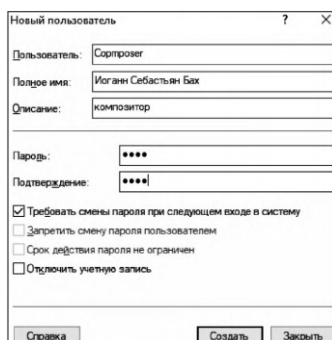 Новый пользователь ? ×
Пользователь: Copmposer
Полное имя: Иоганн Себастьян Бах
Описание: композитор
Пароль: ••••
Подтверждение: ••••
Требовать смены пароля при следующем входе в систему
Запретить смену пароля пользователем
Срок действия пароля не ограничен
Отключить учетную запись
Справка Создать Закрыть